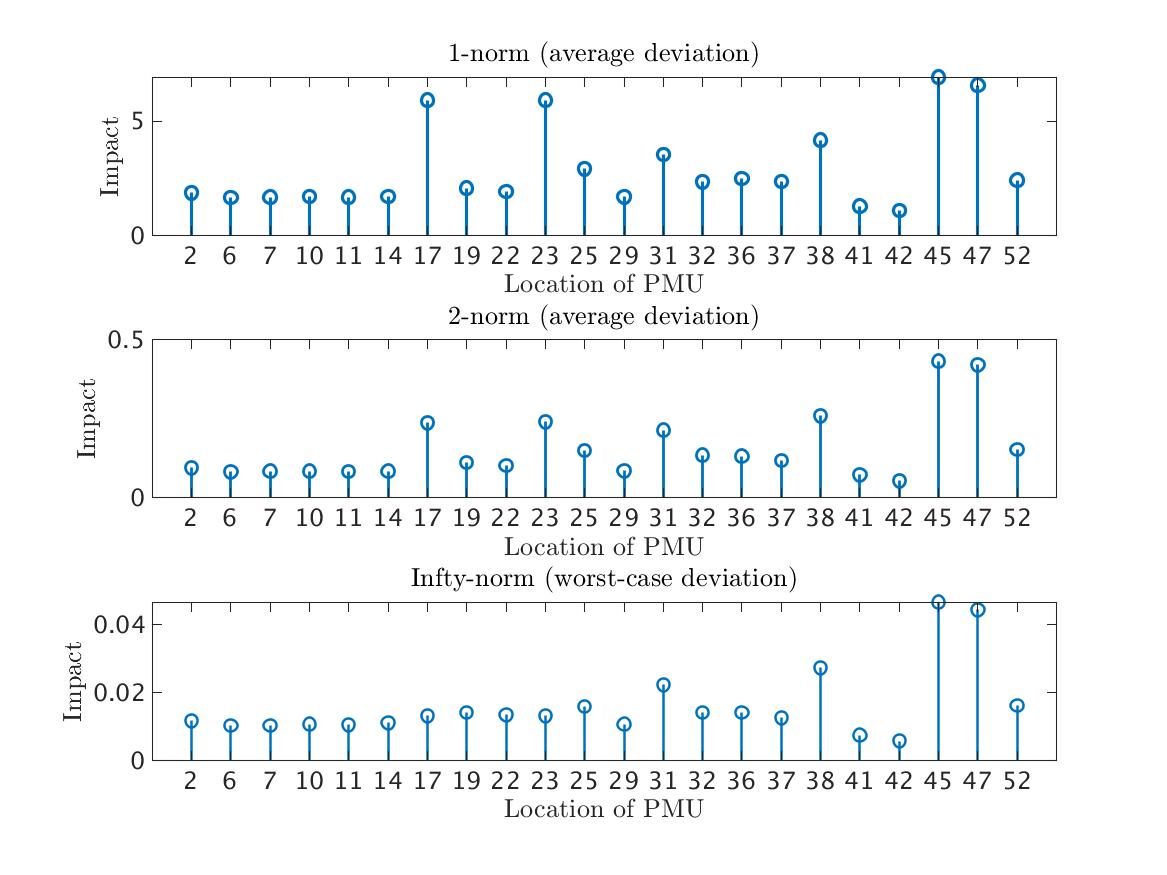 1-norm (average deviation)
Impact
5
0
2 6 7 10 11 14 17 19 22 23 25 29 31 32 36 37 38 41 42 45 47 52
Location of PMU
2-norm (average deviation)
Impact
0.5
0
2 6 7 10 11 14 17 19 22 23 25 29 31 32 36 37 38 41 42 45 47 52
Location of PMU
Infty-norm (worst-case deviation)
Impact
0.04
0.02
0
2 6 7 10 11 14 17 19 22 23 25 29 31 32 36 37 38 41 42 45 47 52
Location of PMU